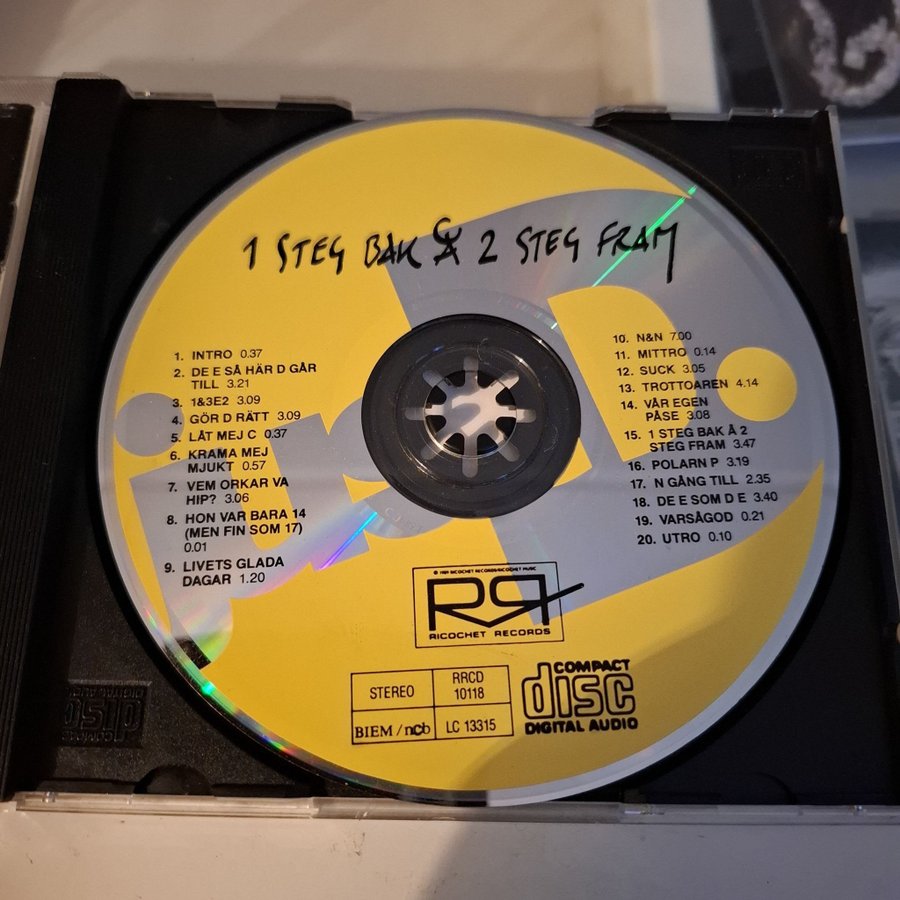 1 STEG BAK Å 2 STEG FRAM
1. INTRO 0.37
2. DE E SÅ HÄR D GÅR
TILL 3.21
3. 1&3E2 3.09
4. GÖR D RÄTT 3.09
5. LÅT MEJ C 0.37
6. KRAMA MEJ
MJUKT 0.57
7. VEM ORKAR VA
HIP? 3.06
8. HON VAR BARA 14
(MEN FIN SOM 17)
0.01
9. LIVETS GLADA
DAGAR 1.20
10. N&N 7.00
11. MITTRO 0.14
12. SUCK 3.05
13. TROTTOAREN 4.14
14. VÅR EGEN
PÅSE 3.08
15. 1 STEG BAK Å 2
STEG FRAM 3.47
16. POLARN P 3.19
17. N GÅNG TILL 2.35
18. DE E SOM D E 3.40
19. VARSÅGOD 0.21
20. UTRO 0.10
RICOCHET RECORDS/RICOCHET MUSIC
RR
RICOCHET RECORDS
STEREO
RRCD
10118
BIEM/ncb
LC 13315
COMPACT
disc
DIGITAL AUDIO